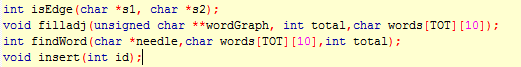 int isEdge(char *s1, char *s2);
void filladj(unsigned char **wordGraph, int total,char words[TOT][10]);
int findWord(char *needle,char words[TOT][10],int total);
void insert(int id);